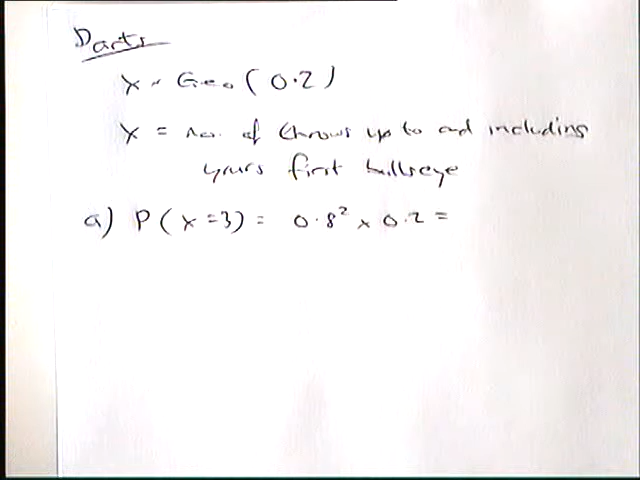 Darts
X ~ Geo (0.2)
X = no. of throws up to and including
yours first bullseye
a) P(X=3) = 0.8² x 0.2 =